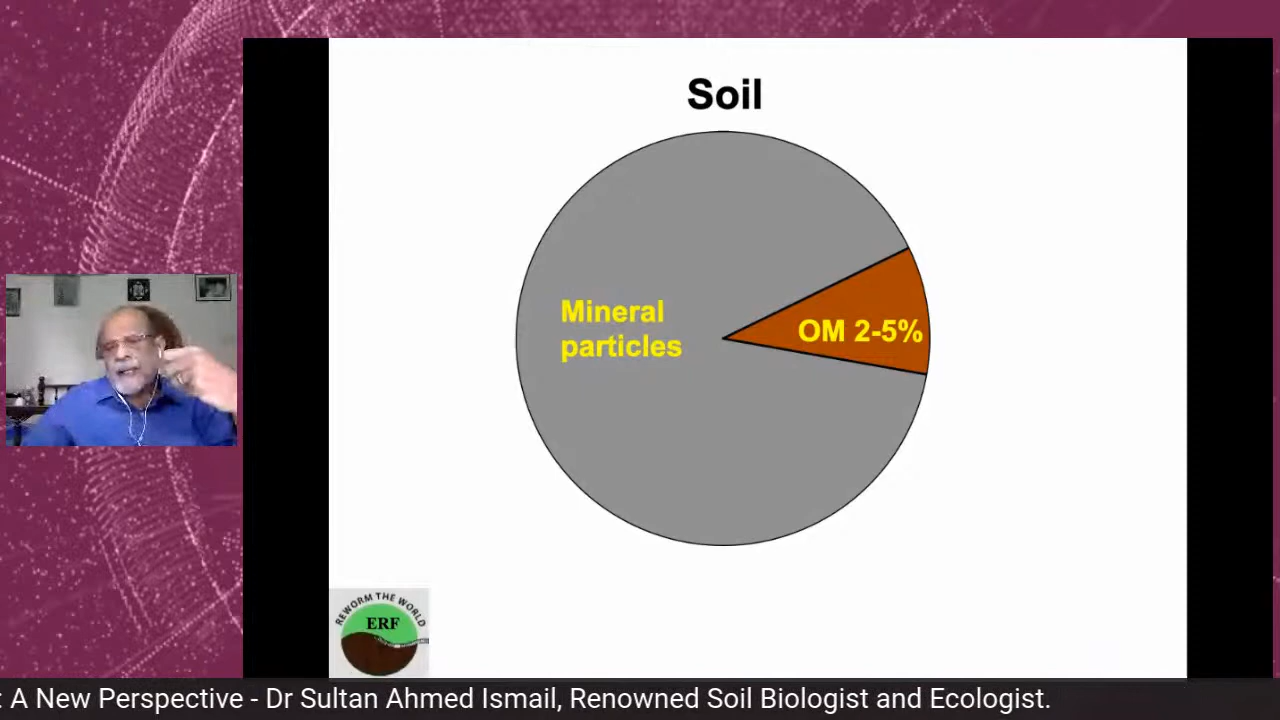 Soil
Mineral
particles
OM 2-5%
REWORM THE WORLD
ERF
: A New Perspective - Dr Sultan Ahmed Ismail, Renowned Soil Biologist and Ecologist.